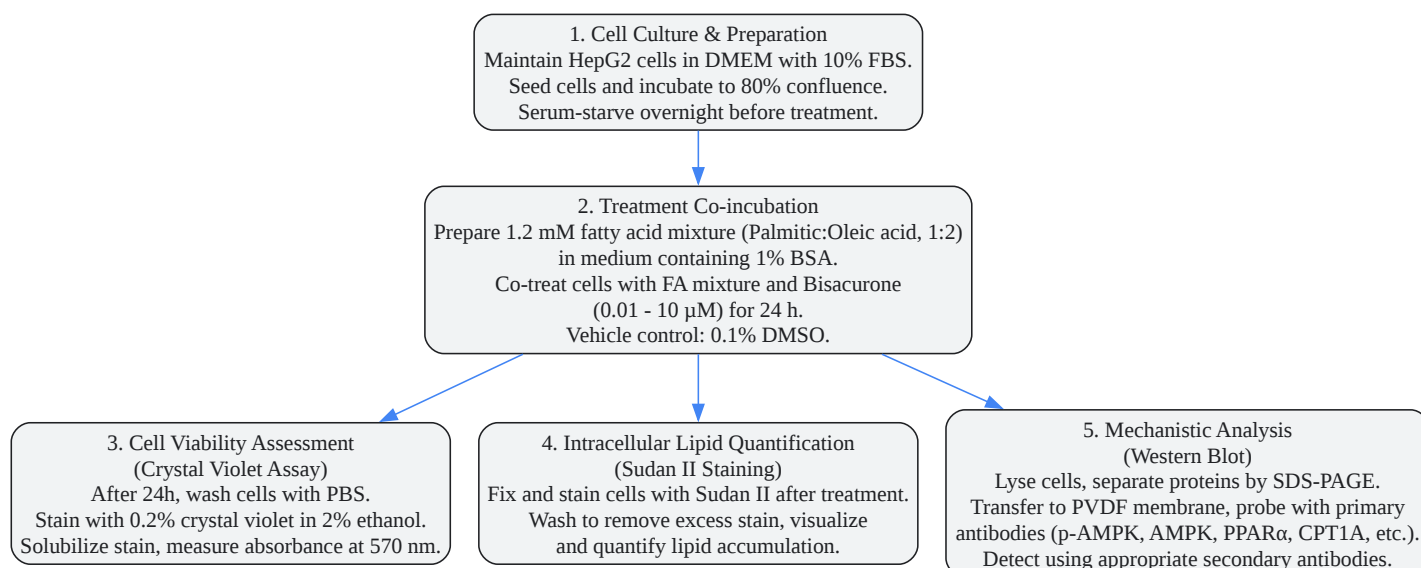 1. Cell Culture & Preparation
Maintain HepG2 cells in DMEM with 10% FBS.
Seed cells and incubate to 80% confluence.
Serum-starve overnight before treatment.
2. Treatment Co-incubation
Prepare 1.2 mM fatty acid mixture (Palmitic:Oleic acid, 1:2)
in medium containing 1% BSA.
Co-treat cells with FA mixture and Bisacurone
(0.01 - 10 µM) for 24 h.
Vehicle control: 0.1% DMSO.
3. Cell Viability Assessment
(Crystal Violet Assay)
After 24h, wash cells with PBS.
Stain with 0.2% crystal violet in 2% ethanol.
Solubilize stain, measure absorbance at 570 nm.
4. Intracellular Lipid Quantification
(Sudan II Staining)
Fix and stain cells with Sudan II after treatment.
Wash to remove excess stain, visualize
and quantify lipid accumulation.
5. Mechanistic Analysis
(Western Blot)
Lyse cells, separate proteins by SDS-PAGE.
Transfer to PVDF membrane, probe with primary
antibodies (p-AMPK, AMPK, PPARα, CPT1A, etc.).
Detect using appropriate secondary antibodies.